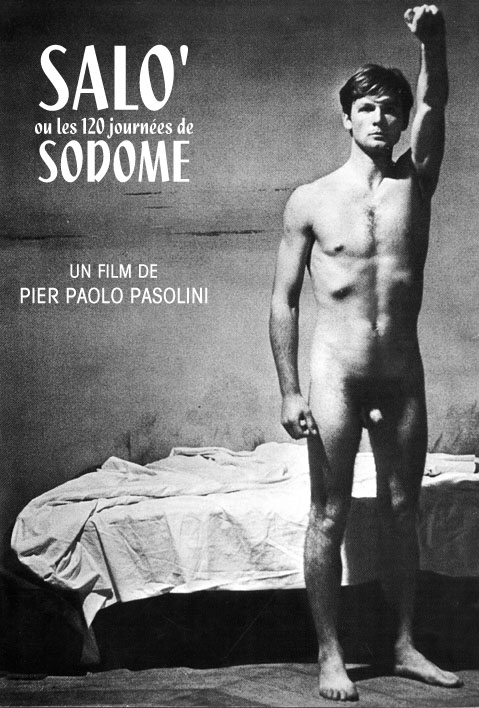 SALO'
ou les 120 journées de
SODOME
UN FILM DE
PIER PAOLO PASOLINI